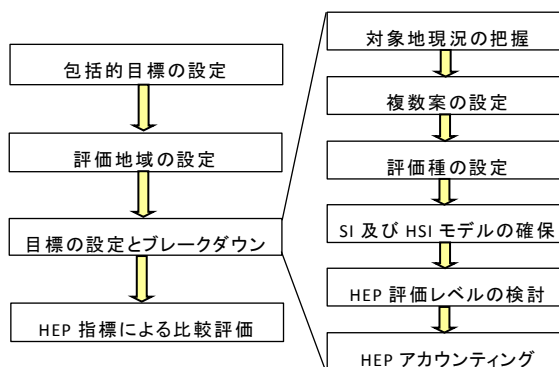 包括的目標の設定
評価地域の設定
目標の設定とブレークダウン
HEP 指標による比較評価
対象地現況の把握
複数案の設定
評価種の設定
SI 及び HSI モデルの確保
HEP 評価レベルの検討
HEP アカウンティング